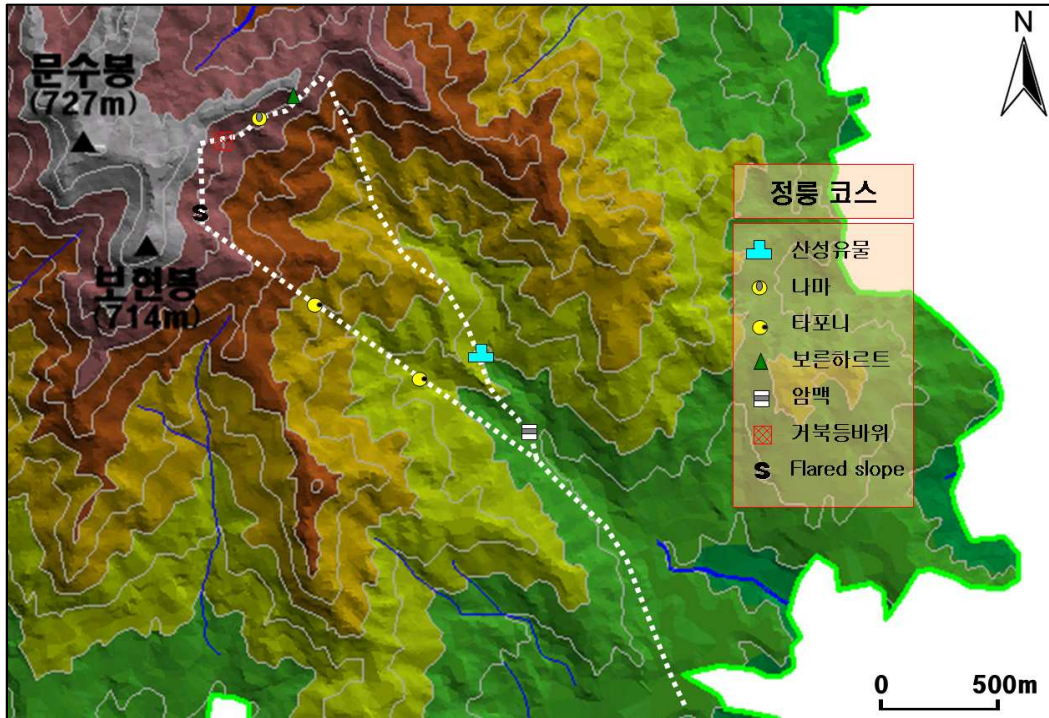 문수봉
(727m)
보현봉
(714m)
N
정릉 코스
산성유물
나마
타포니
보른하르트
암맥
거북등바위
S Flared slope
S
0 500m